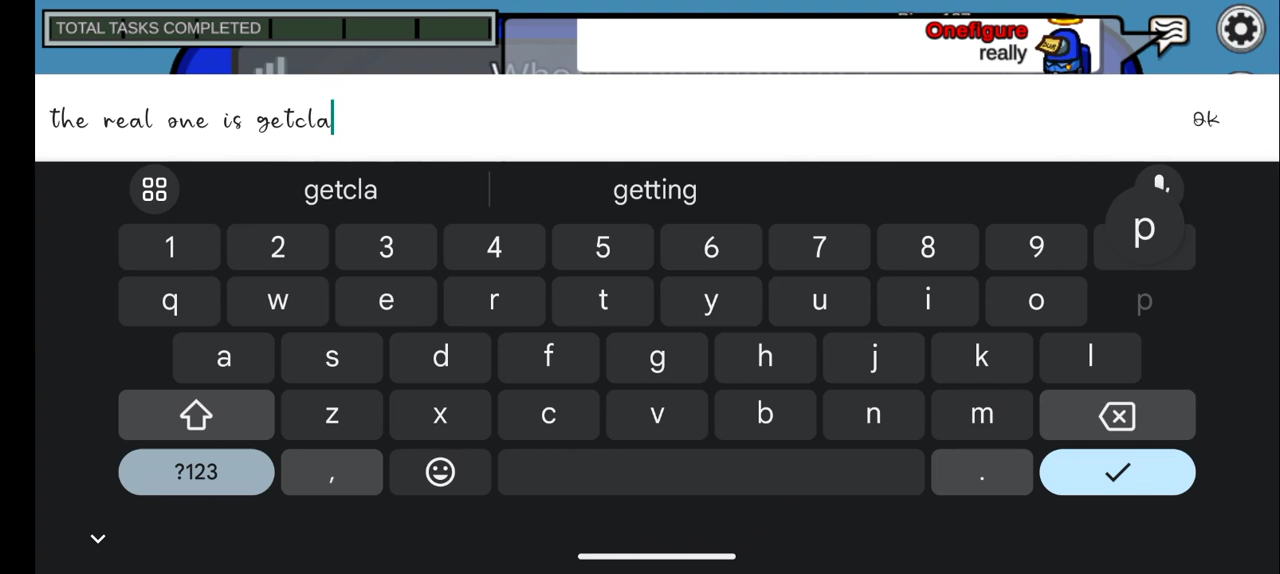 TOTAL TASKS COMPLETED
Onefigure
really
Who
the real one is getcla
OK
getcla
getting
p
1 2 3 4 5 6 7 8 9
q w e r t y u i o p
a s d f g h j k l
z x c v b n m
?123 , .